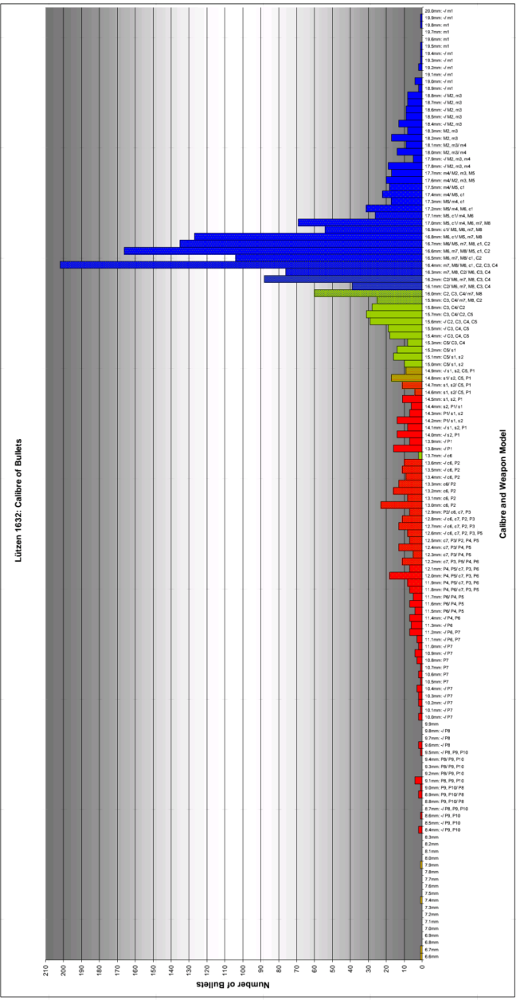 Lützen 1632: Calibre of Bullets
20.0mm: -/ m1
19.9mm: -/ m1
19.8mm: m1
19.7mm: m1
19.6mm: m1
19.5mm: m1
19.4mm: -/ m1
19.3mm: -/ m1
19.2mm: -/ m1
19.1mm: -/ m1
19.0mm: -/ m1
18.9mm: -/ m1
18.8mm: -/ M2, m3
18.7mm: -/ M2, m3
18.6mm: -/ M2, m3
18.5mm: -/ M2, m3
18.4mm: -/ M2, m3
18.3mm: M2, m3
18.2mm: M2, m3
18.1mm: M2, m3/ m4
18.0mm: M2, m3/ m4
17.9mm: -/ M2, m3, m4
17.8mm: -/ M2, m3, m4
17.7mm: m4/ M2, m3, M5
17.6mm: m4/ M2, m3, M5
17.5mm: m4/ M5, c1
17.4mm: m4/ M5, c1
17.3mm: M5/ m4, c1
17.2mm: M5/ m4, M6, c1
17.1mm: M5, c1/ m4, M6
17.0mm: M5, c1/ m4, M6, m7, M8
16.9mm: c1/ M5, M6, m7, M8
16.8mm: M6, c1/ M5, m7, M8
16.7mm: M6/ M5, m7, M8, c1, C2
16.6mm: M6, m7, M8/ M5, c1, C2
16.5mm: M6, m7, M8/ c1, C2
16.4mm: m7, M8/ M6, c1, C2, C3, C4
16.3mm: m7, M8, C2/ M6, C3, C4
16.2mm: C2/ M6, m7, M8, C3, C4
16.1mm: C2/ M6, m7, M8, C3, C4
16.0mm: C2, C3, C4/ m7, M8
15.9mm: C3, C4/ m7, M8, C2
15.8mm: C3, C4/ C2
15.7mm: C3, C4/ C2, C5
15.6mm: -/ C2, C3, C4, C5
15.5mm: -/ C3, C4, C5
15.4mm: -/ C3, C4, C5
15.3mm: C5/ C3, C4
15.2mm: C5/ s1
15.1mm: C5/ s1, s2
15.0mm: C5/ s1, s2
14.9mm: -/ s1, s2, C5, P1
14.8mm: s1/ s2, C5, P1
14.7mm: s1, s2/ C5, P1
14.6mm: s1, s2/ C5, P1
14.5mm: s1, s2, P1
14.4mm: s2, P1/ s1
14.3mm: P1/ s1, s2
14.2mm: P1/ s1, s2
14.1mm: -/ s1, s2, P1
14.0mm: -/ s2, P1
13.9mm: -/ P1
13.8mm: -/ P1
13.7mm: -/ c6
13.6mm: -/ c6, P2
13.5mm: -/ c6, P2
13.4mm: -/ c6, P2
13.3mm: c6/ P2
13.2mm: c6, P2
13.1mm: c6, P2
13.0mm: c6, P2
12.9mm: P2/ c6, c7, P3
12.8mm: -/ c6, c7, P2, P3
12.7mm: -/ c6, c7, P2, P3
12.6mm: -/ c6, c7, P2, P3, P5
12.5mm: c7, P3/ P2, P4, P5
12.4mm: c7, P3/ P4, P5
12.3mm: c7, P3/ P4, P5
12.2mm: c7, P3, P5/ P4, P6
12.1mm: P4, P5/ c7, P3, P6
12.0mm: P4, P5/ c7, P3, P6
11.9mm: P4, P5/ c7, P3, P6
11.8mm: P4, P6/ c7, P3, P5
11.7mm: P6/ P4, P5
11.6mm: P6/ P4, P5
11.5mm: P6/ P4, P5
11.4mm: -/ P4, P6
11.3mm: -/ P6
11.2mm: -/ P6, P7
11.1mm: -/ P6, P7
11.0mm: -/ P7
10.9mm: -/ P7
10.8mm: P7
10.7mm: P7
10.6mm: P7
10.5mm: P7
10.4mm: -/ P7
10.3mm: -/ P7
10.2mm: -/ P7
10.1mm: -/ P7
10.0mm: -/ P7
9.9mm
9.8mm: -/ P8
9.7mm: -/ P8
9.6mm: -/ P8
9.5mm: -/ P8, P9, P10
9.4mm: P8/ P9, P10
9.3mm: P8/ P9, P10
9.2mm: P8/ P9, P10
9.1mm: P8, P9, P10
9.0mm: P9, P10/ P8
8.9mm: P9, P10/ P8
8.8mm: P9, P10/ P8
8.7mm: -/ P8, P9, P10
8.6mm: -/ P9, P10
8.5mm: -/ P9, P10
8.4mm: -/ P9, P10
8.3mm
8.2mm
8.1mm
8.0mm
7.9mm
7.8mm
7.7mm
7.6mm
7.5mm
7.4mm
7.3mm
7.2mm
7.1mm
7.0mm
6.9mm
6.8mm
6.7mm
6.6mm
Calibre and Weapon Model
210
200
190
180
170
160
150
140
130
120
110
100
90
80
70
60
50
40
30
20
10
0
Number of Bullets